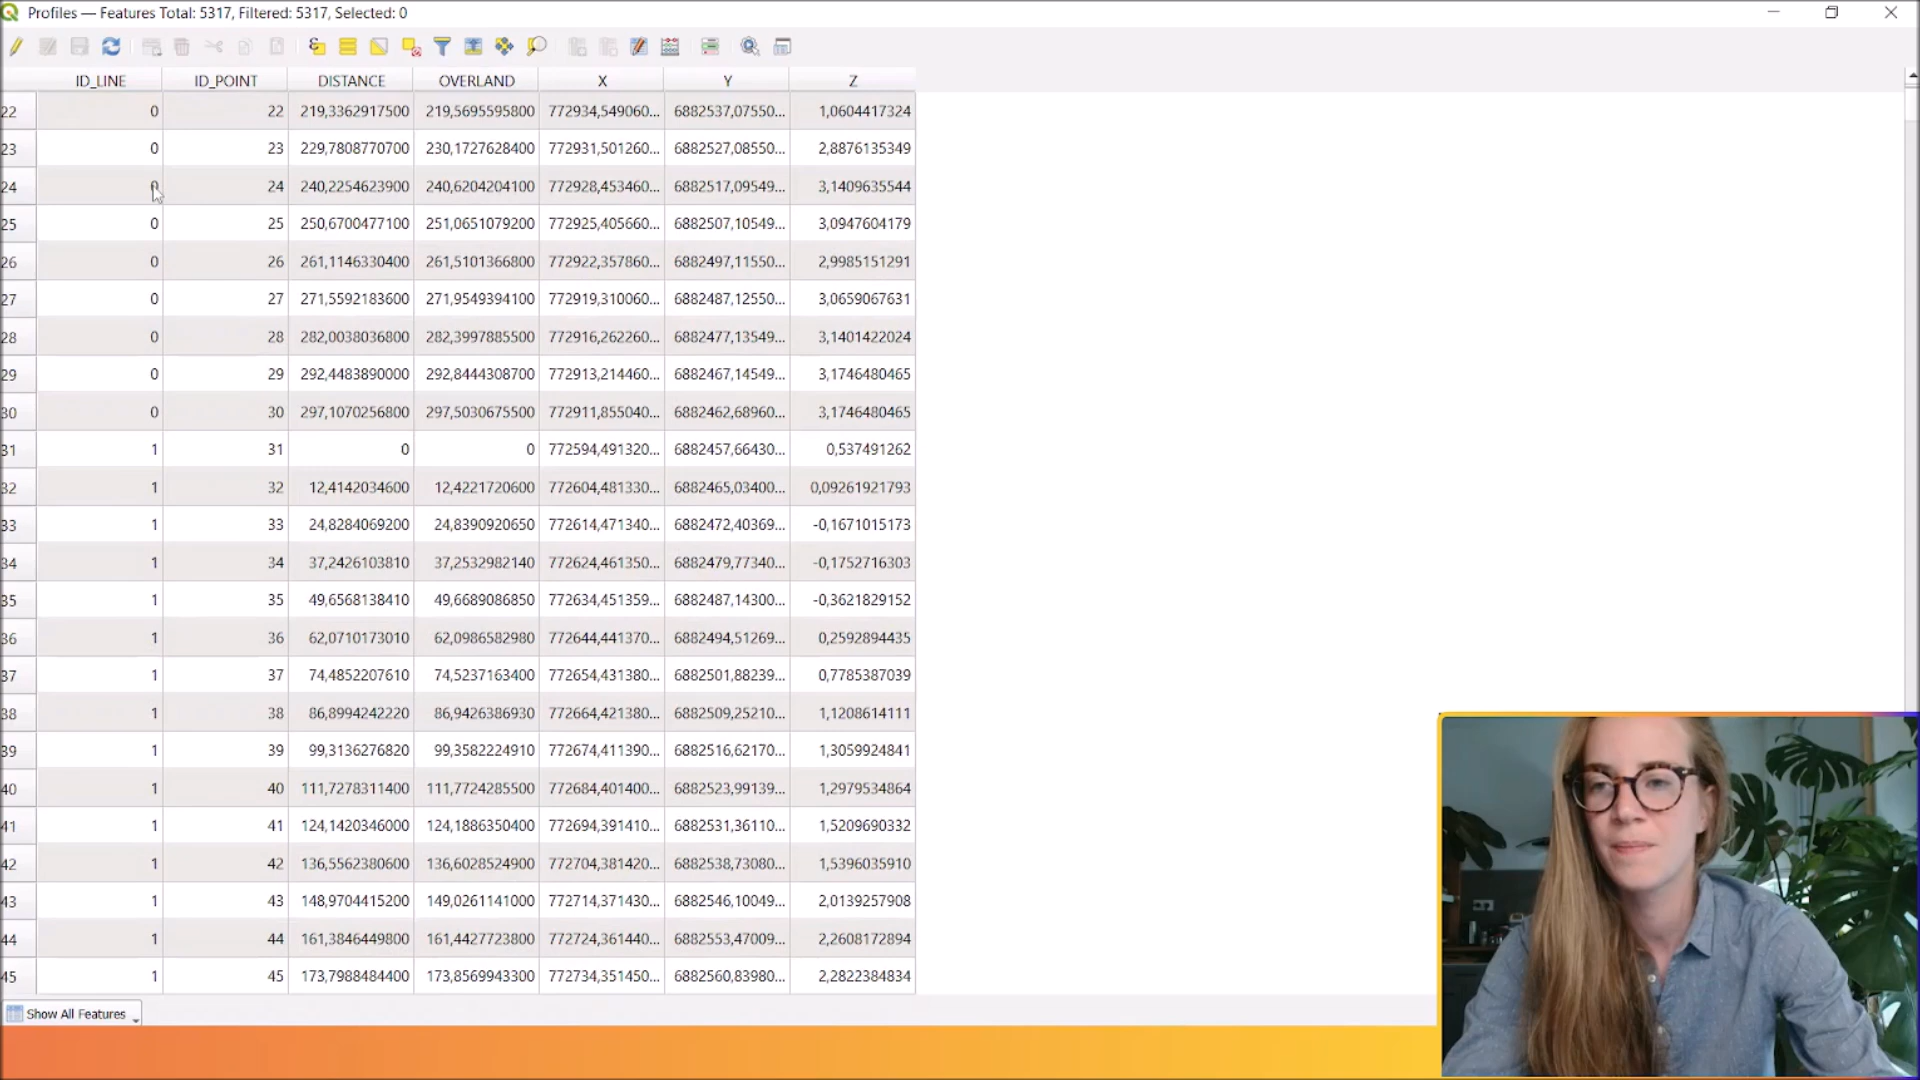 Profiles — Features Total: 5317, Filtered: 5317, Selected: 0
ID_LINE ID_POINT DISTANCE OVERLAND X Y Z
22 0 22 219,3362917500 219,5695595800 772934,549060... 6882537,07550... 1,0604417324
23 0 23 229,7808770700 230,1727628400 772931,501260... 6882527,08550... 2,8876135349
24 0 24 240,2254623900 240,6204204100 772928,453460... 6882517,09549... 3,1409635544
25 0 25 250,6700477100 251,0651079200 772925,405660... 6882507,10549... 3,0947604179
26 0 26 261,1146330400 261,5101366800 772922,357860... 6882497,11550... 2,9985151291
27 0 27 271,5592183600 271,9549394100 772919,310060... 6882487,12550... 3,0659067631
28 0 28 282,0038036800 282,3997885500 772916,262260... 6882477,13549... 3,1401422024
29 0 29 292,4483890000 292,8444308700 772913,214460... 6882467,14549... 3,1746480465
30 0 30 297,1070256800 297,5030675500 772911,855040... 6882462,68960... 3,1746480465
31 1 31 0 0 772594,491320... 6882457,66430... 0,537491262
32 1 32 12,4142034600 12,4221720600 772604,481330... 6882465,03400... 0,09261921793
33 1 33 24,8284069200 24,8390920650 772614,471340... 6882472,40369... -0,1671015173
34 1 34 37,2426103810 37,2532982140 772624,461350... 6882479,77340... -0,1752716303
35 1 35 49,6568138410 49,6689086850 772634,451359... 6882487,14300... -0,3621829152
36 1 36 62,0710173010 62,0986582980 772644,441370... 6882494,51269... 0,2592894435
37 1 37 74,4852207610 74,5237163400 772654,431380... 6882501,88239... 0,7785387039
38 1 38 86,8994242220 86,9426386930 772664,421380... 6882509,25210... 1,1208614111
39 1 39 99,3136276820 99,3582224910 772674,411390... 6882516,62170... 1,3059924841
40 1 40 111,7278311400 111,7724285500 772684,401400... 6882523,99139... 1,2979534864
41 1 41 124,1420346000 124,1886350400 772694,391410... 6882531,36110... 1,5209690332
42 1 42 136,5562380600 136,6028524900 772704,381420... 6882538,73080... 1,5396035910
43 1 43 148,9704415200 149,0261141000 772714,371430... 6882546,10049... 2,0139257908
44 1 44 161,3846449800 161,4427723800 772724,361440... 6882553,47009... 2,2608172894
45 1 45 173,7988484400 173,8569943300 772734,351450... 6882560,83980... 2,2822384834
Show All Features